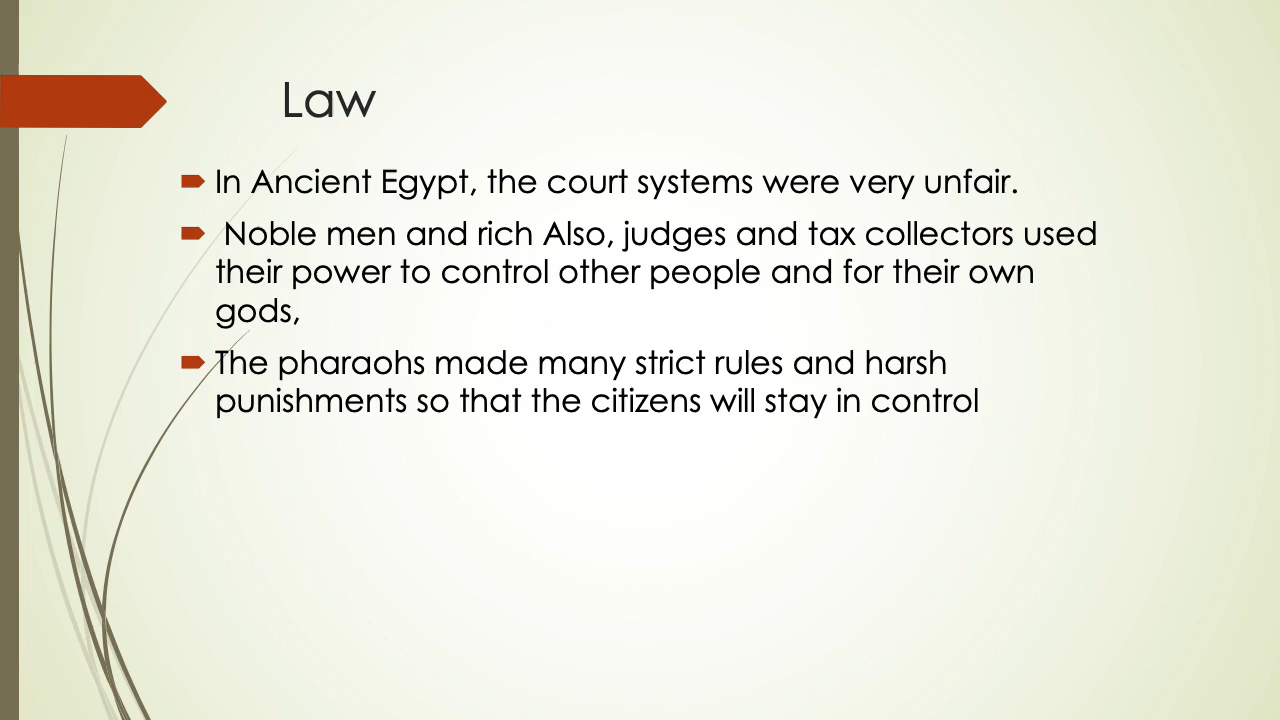 Law
In Ancient Egypt, the court systems were very unfair.
Noble men and rich Also, judges and tax collectors used
their power to control other people and for their own
gods,
The pharaohs made many strict rules and harsh
punishments so that the citizens will stay in control